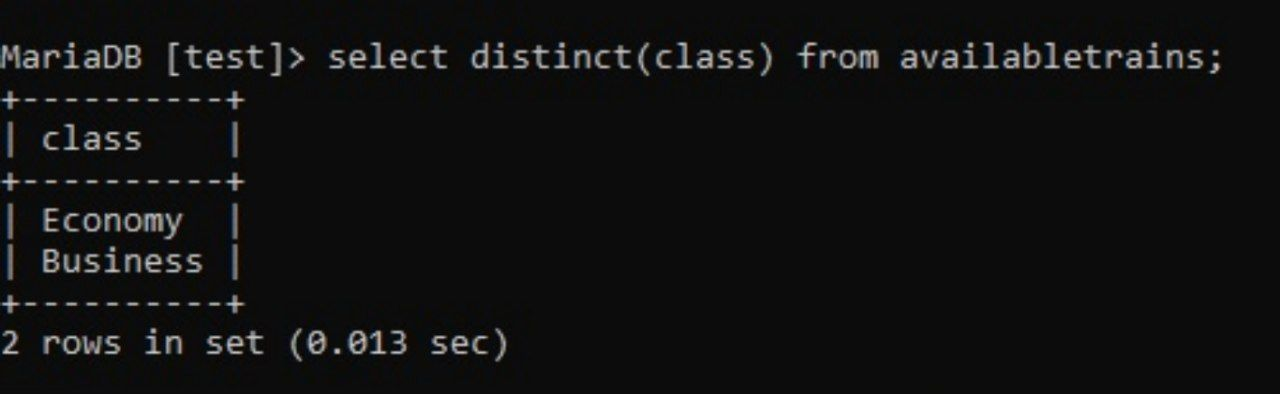 MariaDB [test]> select distinct(class) from availabletrains;
+----------+
| class    |
+----------+
| Economy  |
| Business |
+----------+
2 rows in set (0.013 sec)